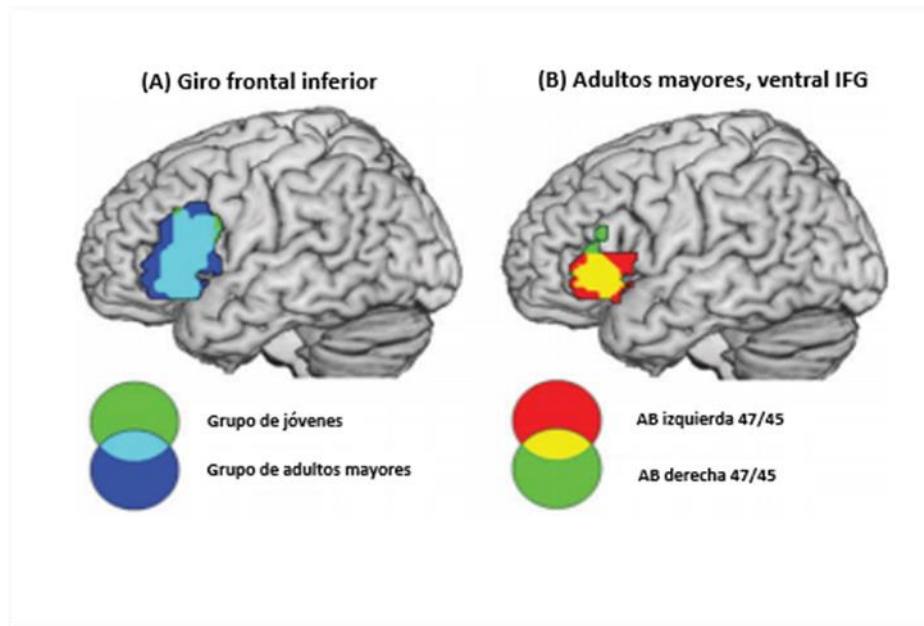 (A) Giro frontal inferior
(B) Adultos mayores, ventral IFG
Grupo de jóvenes
Grupo de adultos mayores
AB izquierda 47/45
AB derecha 47/45